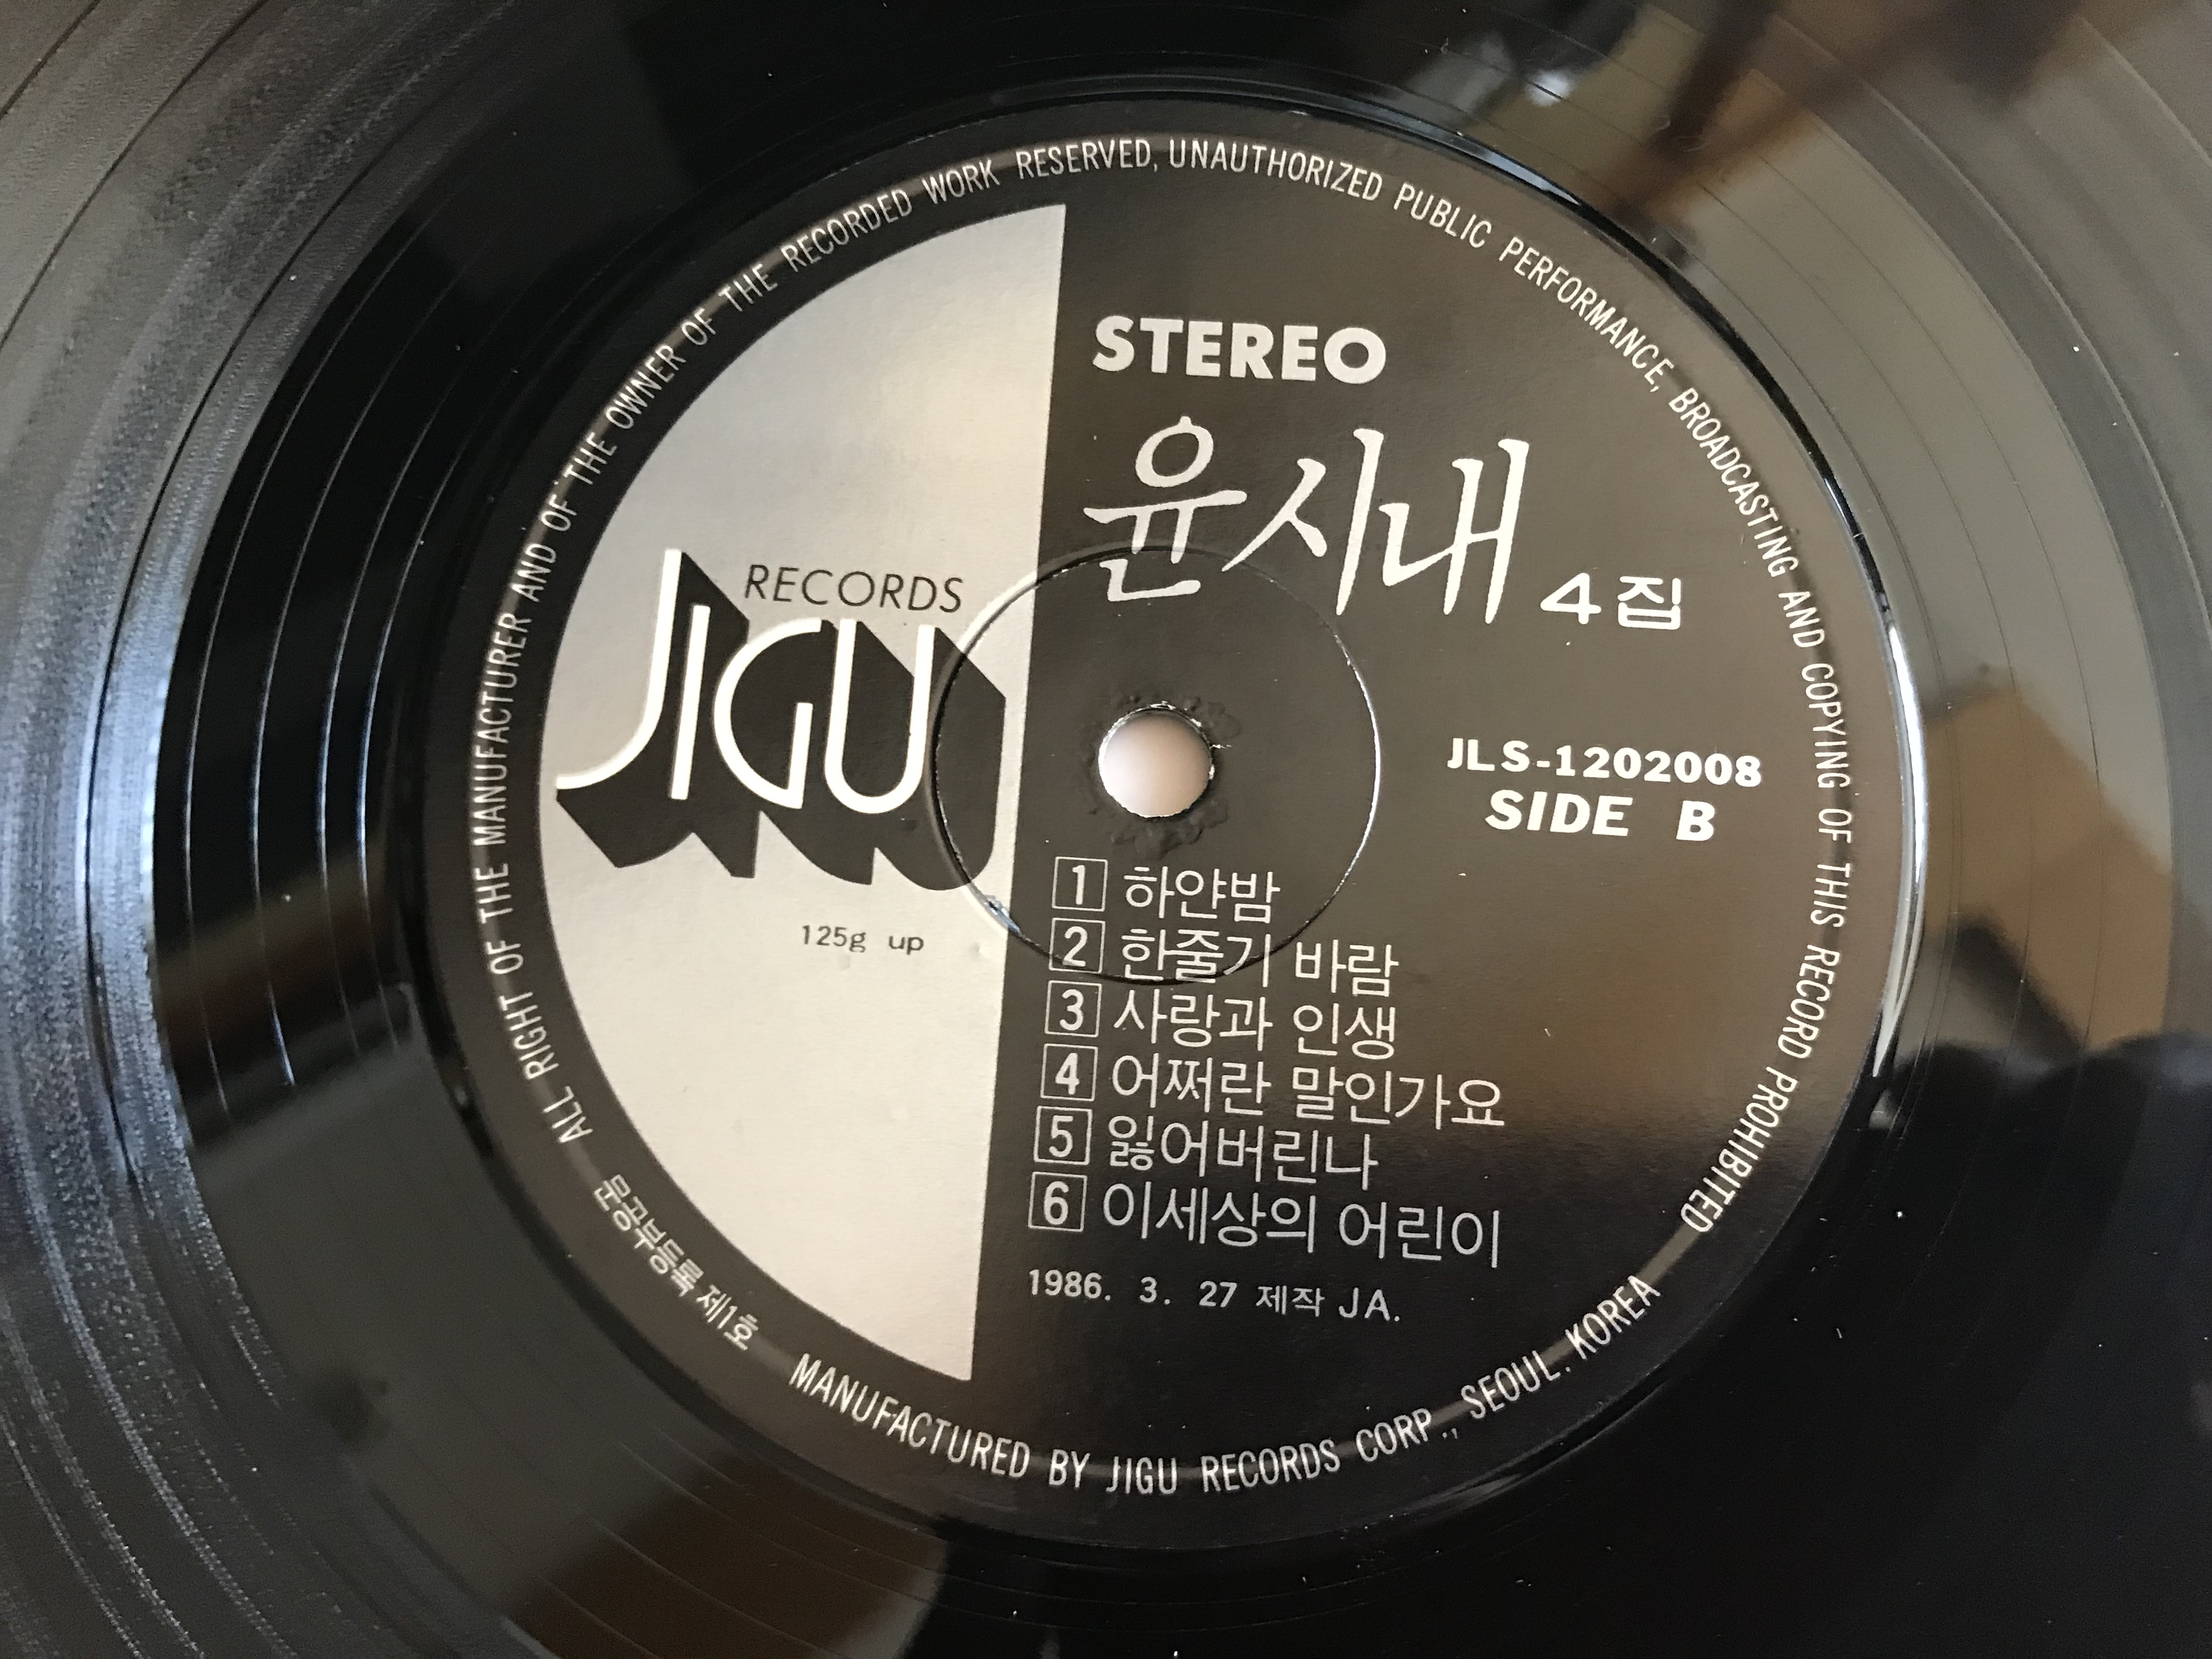 ALL RIGHT OF THE MANUFACTURER AND OF THE OWNER OF THE RECORDED WORK RESERVED, UNAUTHORIZED PUBLIC PERFORMANCE, BROADCASTING AND COPYING OF THIS RECORD PROHIBITED
STEREO
윤시내 4집
RECORDS
JIGU
125g up
JLS-1202008
SIDE B
1 하얀밤
2 한줄기 바람
3 사랑과 인생
4 어쩌란 말인가요
5 잃어버린나
6 이세상의 어린이
1986. 3. 27 제작 JA.
문공부등록 제1호
MANUFACTURED BY JIGU RECORDS CORP., SEOUL. KOREA